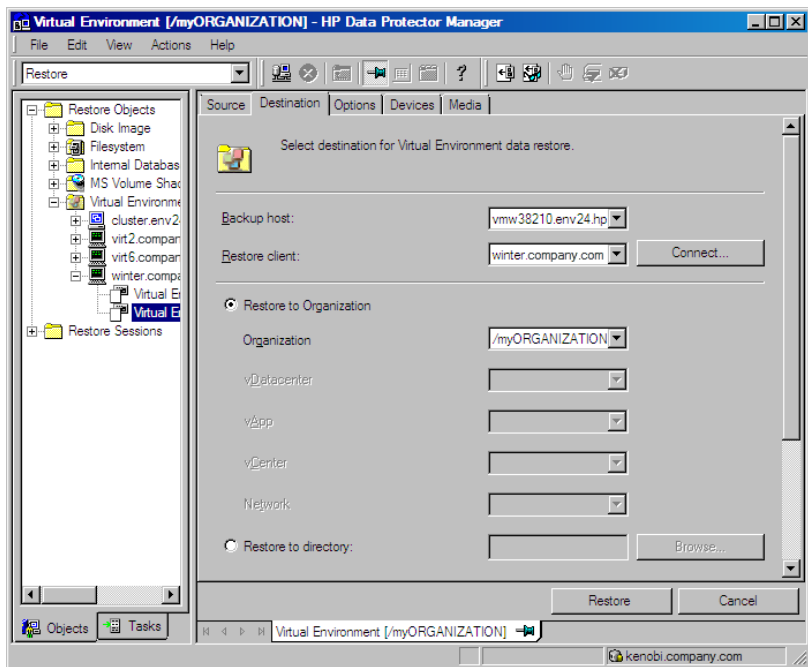 Virtual Environment [/myORGANIZATION] - HP Data Protector Manager
File Edit View Actions Help
Restore
Restore Objects
Disk Image
Filesystem
Internal Databas
MS Volume Shad
Virtual Environme
cluster.env2
virt2.compan
virt6.compan
winter.compa
Virtual E
Virtual E
Restore Sessions
Objects Tasks
Source Destination Options Devices Media
Select destination for Virtual Environment data restore.
Backup host: vmw38210.env24.hp
Restore client: winter.company.com Connect...
Restore to Organization
Organization /myORGANIZATION
vDatacenter
vApp
vCenter
Network
Restore to directory: Browse...
Restore Cancel
Virtual Environment [/myORGANIZATION]
kenobi.company.com